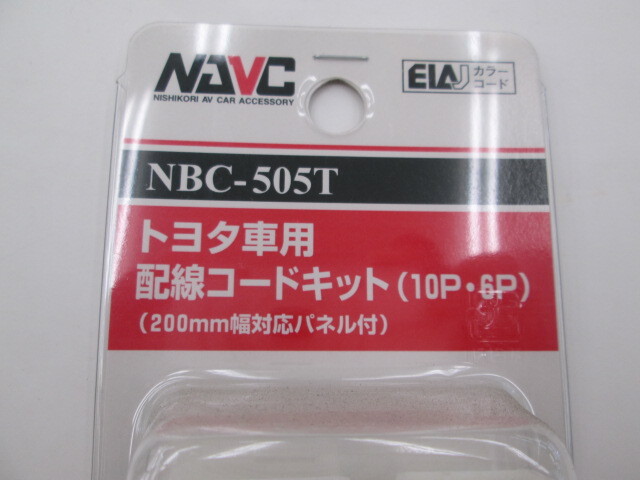 NAVC
NISHIKORI AV CAR ACCESSORY
EIAJ カラー
コード
NBC-505T
トヨタ車用
配線コードキット(10P・6P)
(200mm幅対応パネル付)